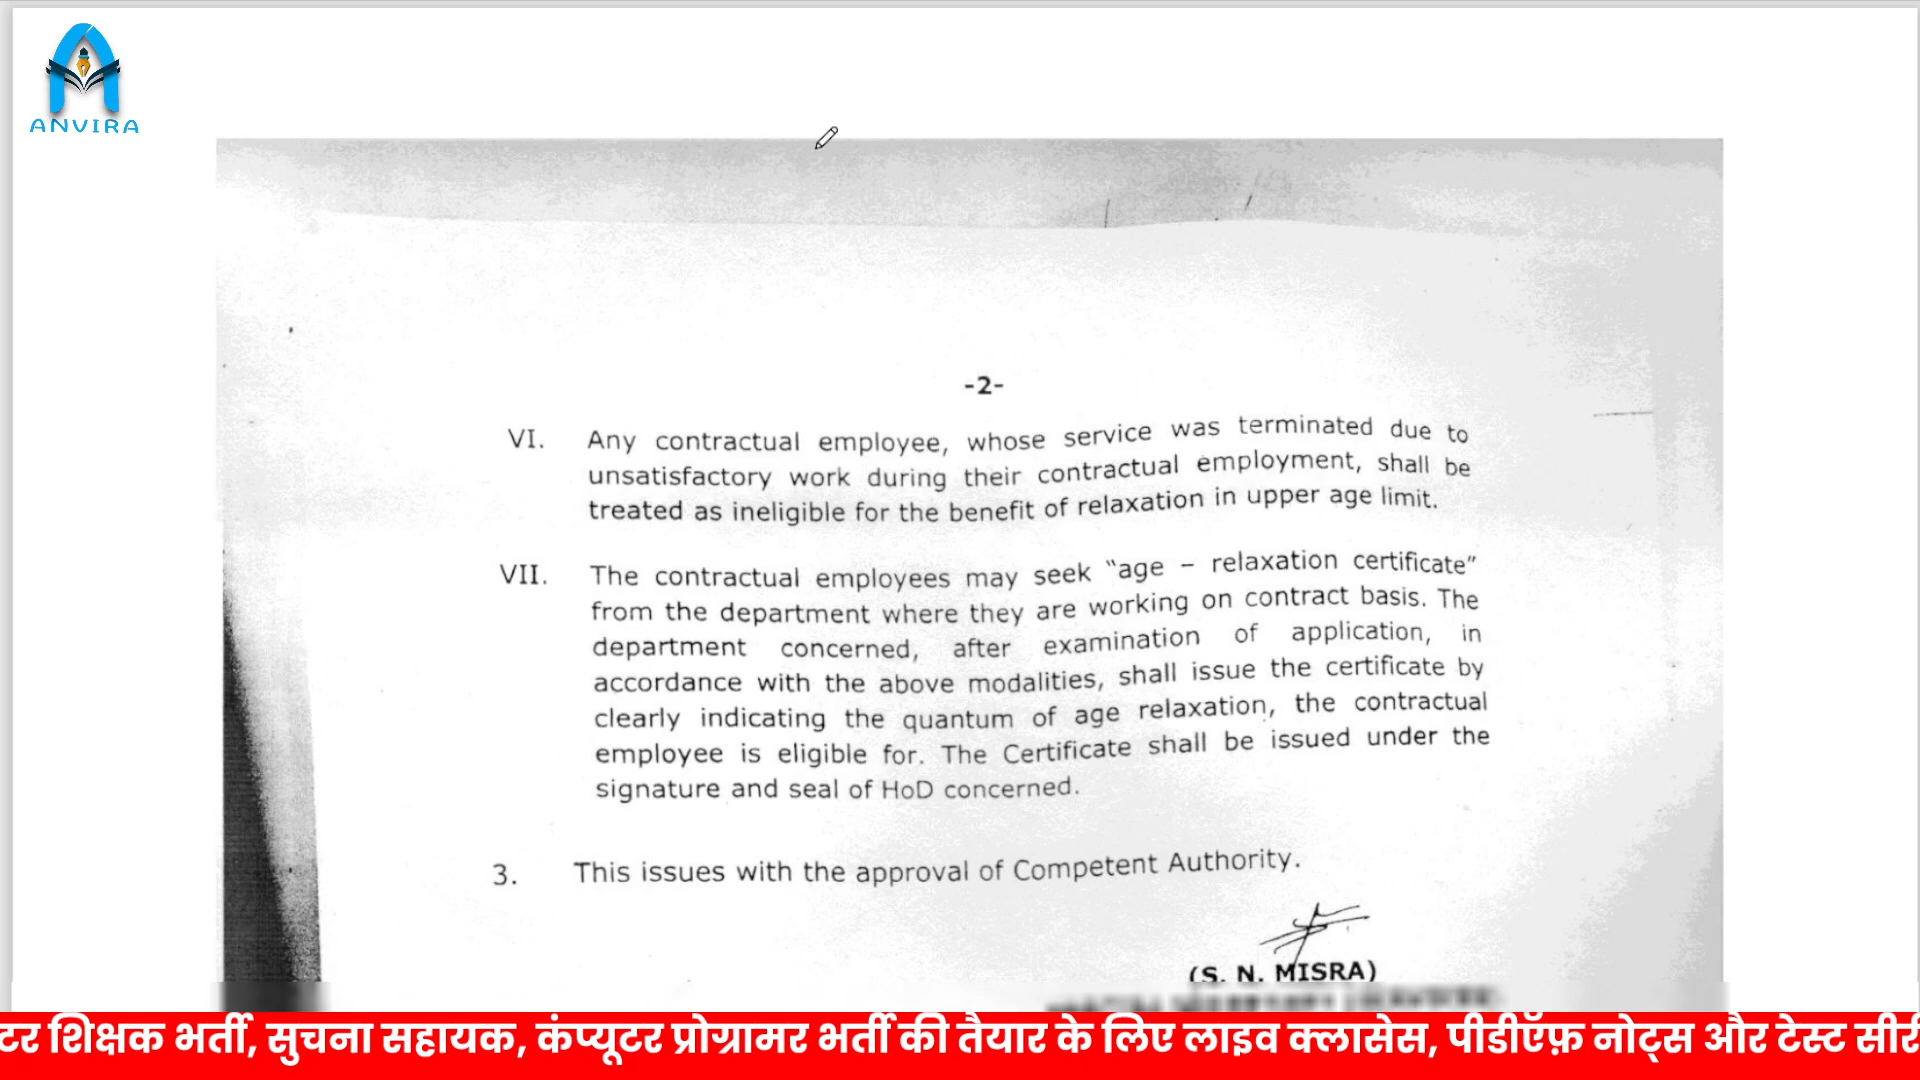 ANVIRA
-2-
VI. Any contractual employee, whose service was terminated due to
unsatisfactory work during their contractual employment, shall be
treated as ineligible for the benefit of relaxation in upper age limit.
VII. The contractual employees may seek “age – relaxation certificate”
from the department where they are working on contract basis. The
department concerned, after examination of application, in
accordance with the above modalities, shall issue the certificate by
clearly indicating the quantum of age relaxation, the contractual
employee is eligible for. The Certificate shall be issued under the
signature and seal of HoD concerned.
3. This issues with the approval of Competent Authority.
(S. N. MISRA)
टर शिक्षक भर्ती, सुचना सहायक, कंप्यूटर प्रोग्रामर भर्ती की तैयार के लिए लाइव क्लासेस, पीडीऍफ़ नोट्स और टेस्ट सीरी